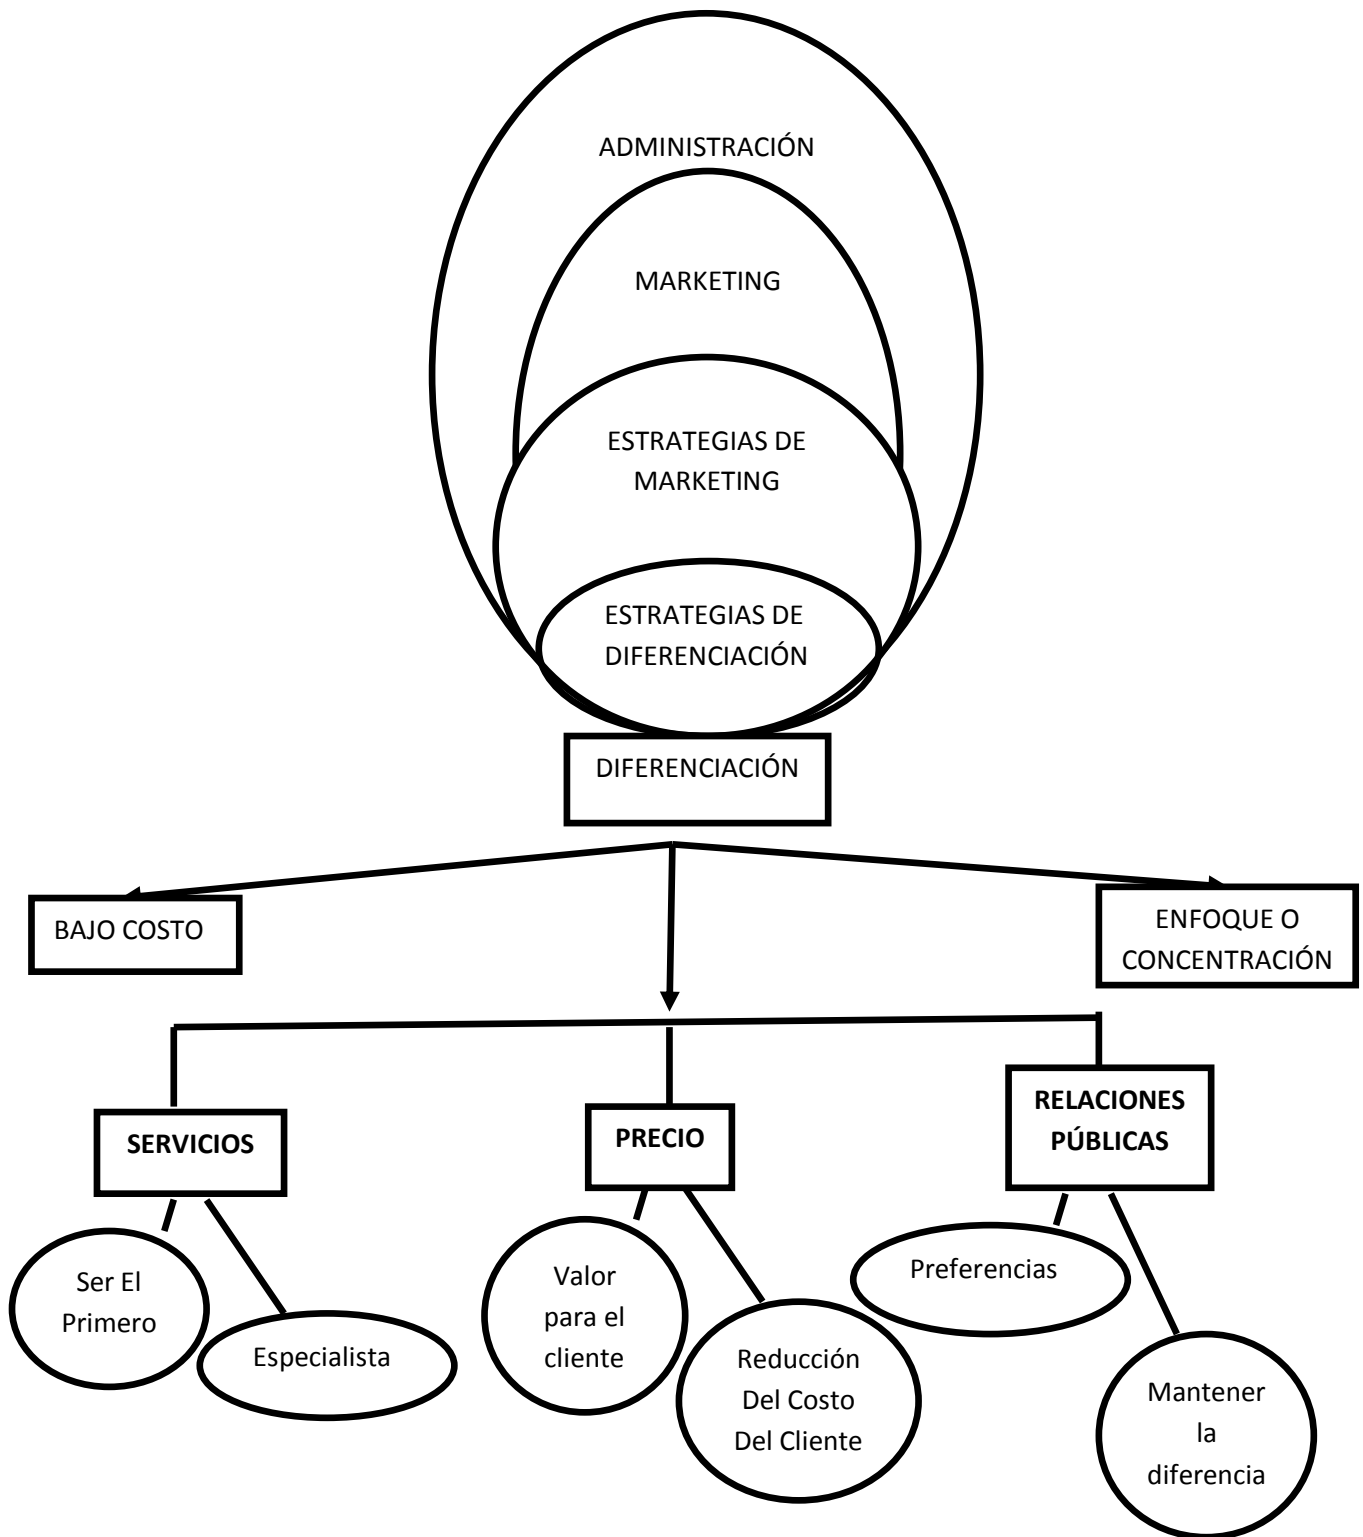 ADMINISTRACIÓN
MARKETING
ESTRATEGIAS DE
MARKETING
ESTRATEGIAS DE
DIFERENCIACIÓN
DIFERENCIACIÓN
BAJO COSTO
ENFOQUE O
CONCENTRACIÓN
SERVICIOS
PRECIO
RELACIONES
PÚBLICAS
Ser El
Primero
Especialista
Valor
para el
cliente
Reducción
Del Costo
Del Cliente
Preferencias
Mantener
la
diferencia